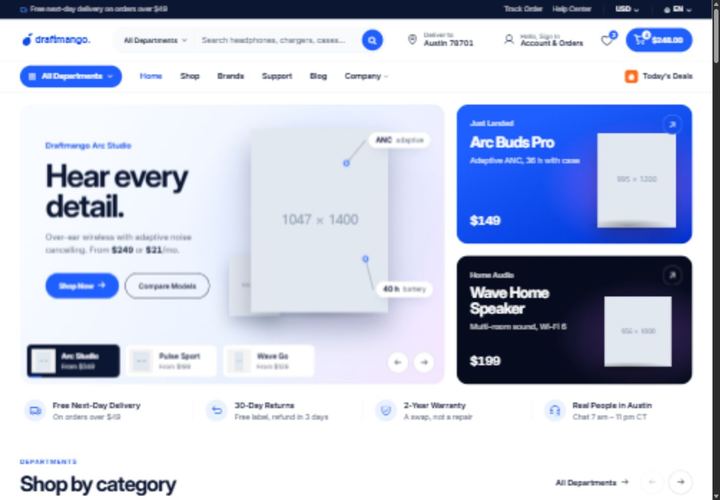 Free next-day delivery on orders over $49
Track Order
Help Center
USD
EN
draftmango.
All Departments
Search headphones, chargers, cases...
Deliver to
Austin 78701
Hello, Sign In
Account & Orders
$248.00
All Departments
Home
Shop
Brands
Support
Blog
Company
Today's Deals
Draftmango Arc Studio
Hear every
detail.
Over-ear wireless with adaptive noise
cancelling. From $249 or $21/mo.
Shop Now
Compare Models
1047 × 1400
ANC adaptive
40 h battery
Arc Studio
Pulse Sport
Wave Go
Just Landed
Arc Buds Pro
Adaptive ANC, 36 h with case
$149
Home Audio
Wave Home
Speaker
Multi-room sound, Wi-Fi 6
$199
Free Next-Day Delivery
On orders over $49
30-Day Returns
Free label, refund in 3 days
2-Year Warranty
A swap, not a repair
Real People in Austin
Chat 7 am – 11 pm CT
DEPARTMENTS
Shop by category
All Departments